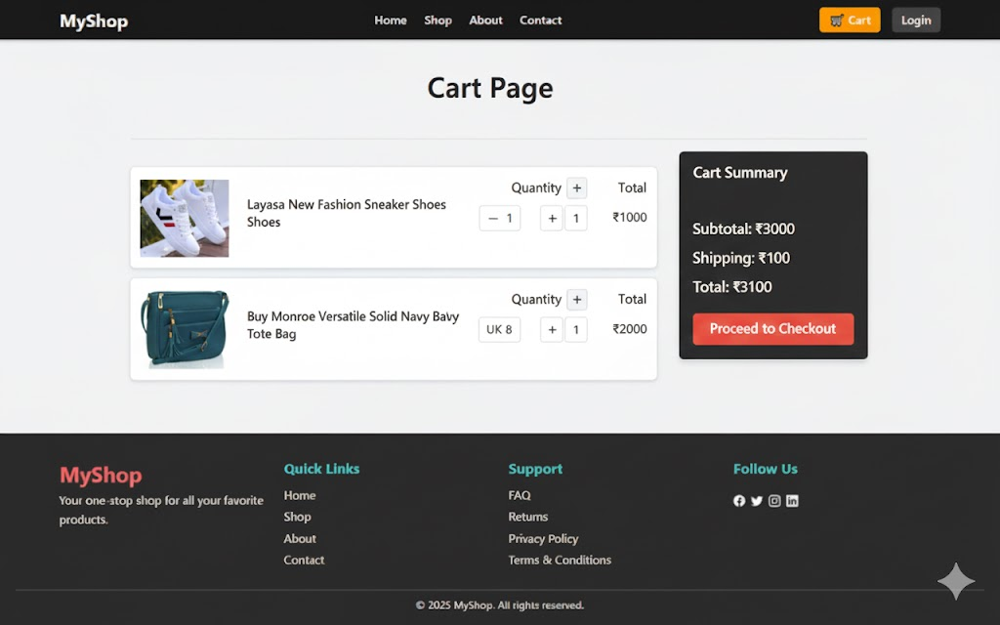 MyShop
Home Shop About Contact
🛒 Cart
Login
Cart Page
Quantity + Total
Layasa New Fashion Sneaker Shoes
Shoes
— 1 + 1 ₹1000
Quantity + Total
Buy Monroe Versatile Solid Navy Bavy
Tote Bag
UK 8 + 1 ₹2000
Cart Summary
Subtotal: ₹3000
Shipping: ₹100
Total: ₹3100
Proceed to Checkout
MyShop
Your one-stop shop for all your favorite
products.
Quick Links
Home
Shop
About
Contact
Support
FAQ
Returns
Privacy Policy
Terms & Conditions
Follow Us
© 2025 MyShop. All rights reserved.